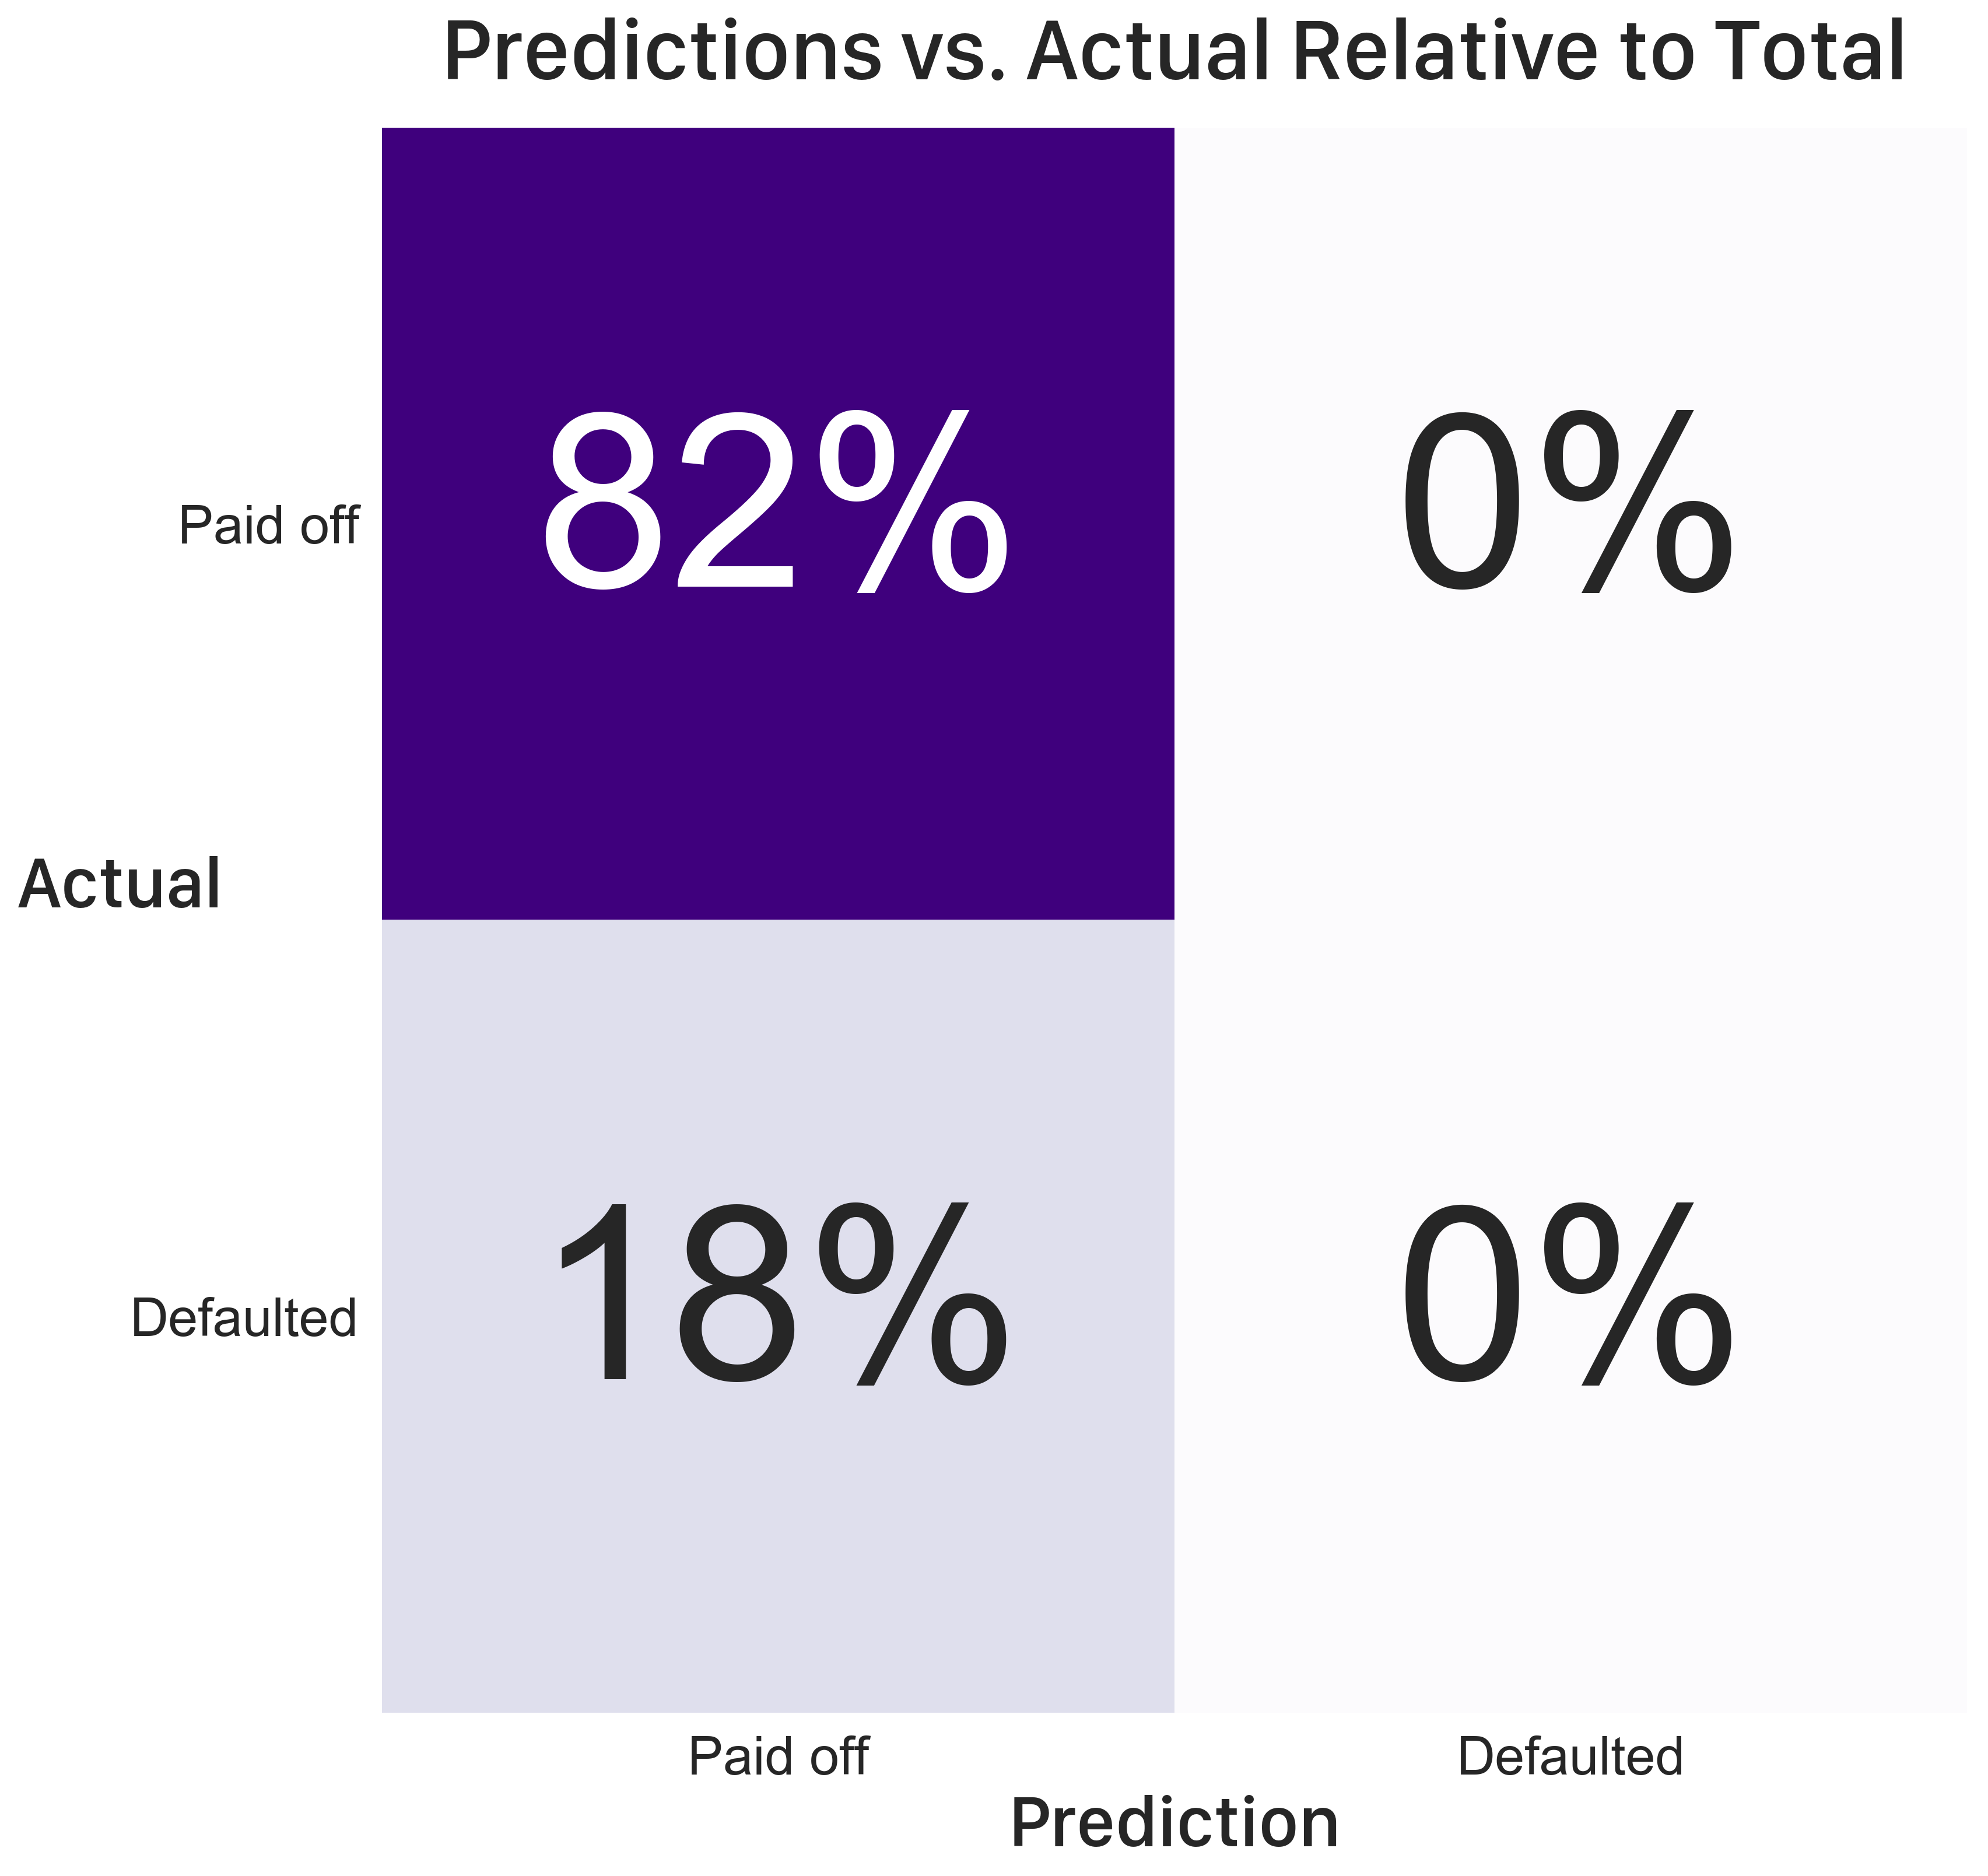 Predictions vs. Actual Relative to Total
Paid off
82%
0%
Actual
Defaulted
18%
0%
Paid off
Defaulted
Prediction